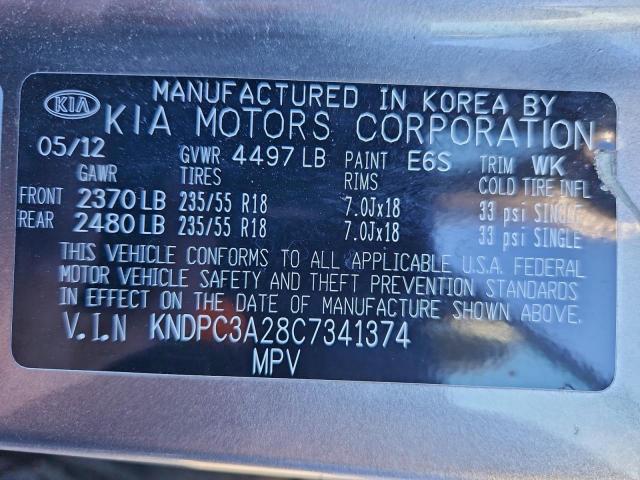 MANUFACTURED IN KOREA BY
KIA KIA MOTORS CORPORATION
05/12 GVWR 4497 LB PAINT E6S TRIM WK
GAWR TIRES RIMS COLD TIRE INFL
FRONT 2370 LB 235/55 R18 7.0Jx18 33 psi SINGLE
REAR 2480 LB 235/55 R18 7.0Jx18 33 psi SINGLE
THIS VEHICLE CONFORMS TO ALL APPLICABLE U.S.A. FEDERAL
MOTOR VEHICLE SAFETY AND THEFT PREVENTION STANDARDS
IN EFFECT ON THE DATE OF MANUFACTURE SHOWN ABOVE.
V.I.N KNDPC3A28C7341374
MPV